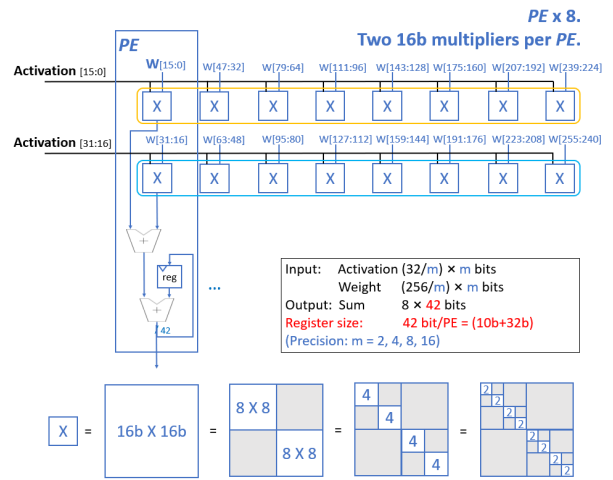 PE x 8.
Two 16b multipliers per PE.
PE
W[15:0] W[47:32] W[79:64] W[111:96] W[143:128] W[175:160] W[207:192] W[239:224]
Activation [15:0]
X X X X X X X X
W[31:16] W[63:48] W[95:80] W[127:112] W[159:144] W[191:176] W[223:208] W[255:240]
Activation [31:16]
X X X X X X X X
+
reg
...
+
42
Input: Activation (32/m) × m bits
Weight (256/m) × m bits
Output: Sum 8 × 42 bits
Register size: 42 bit/PE = (10b+32b)
(Precision: m = 2, 4, 8, 16)
X = 16b X 16b = 8 X 8 8 X 8 = 4 4 4 4 = 2 2 2 2 2 2 2 2